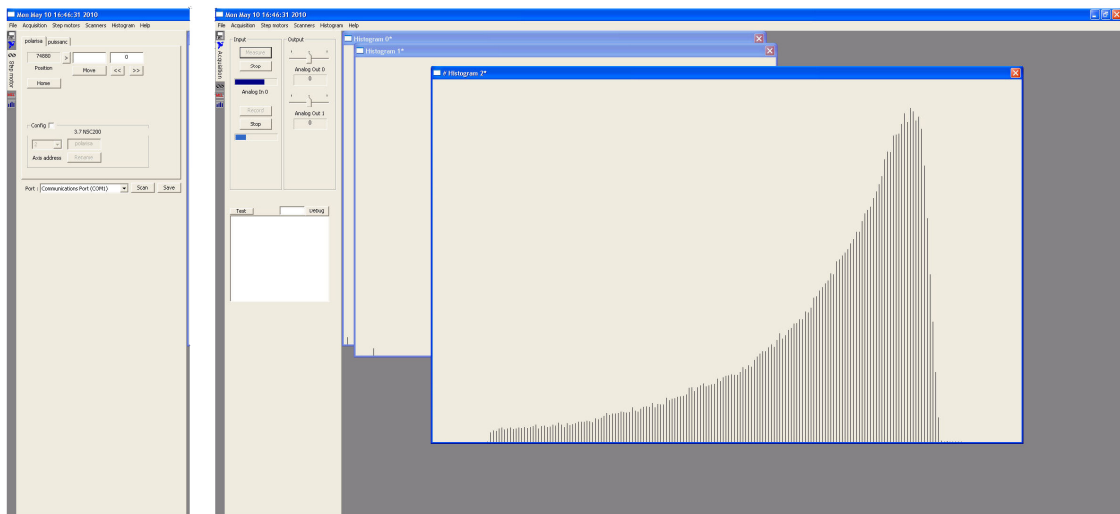 Mon May 10 16:46:31 2010
File Acquisition Step motors Scanners Histogram Help
polarisa puissanc
Step motor
74880 > 0
Position Move << >>
Home
Config
3.7 NSC200
2 polarisa
Axis address Rename
Port : Communications Port (COM1) Scan Save
Mon May 10 16:46:31 2010
File Acquisition Step motors Scanners Histogram Help
Acquisition
Input Output
Measure
Stop
Analog Out 0
0
Analog In 0
Record
Analog Out 1
Stop 0
Test Debug
Histogram 0*
Histogram 1*
# Histogram 2*